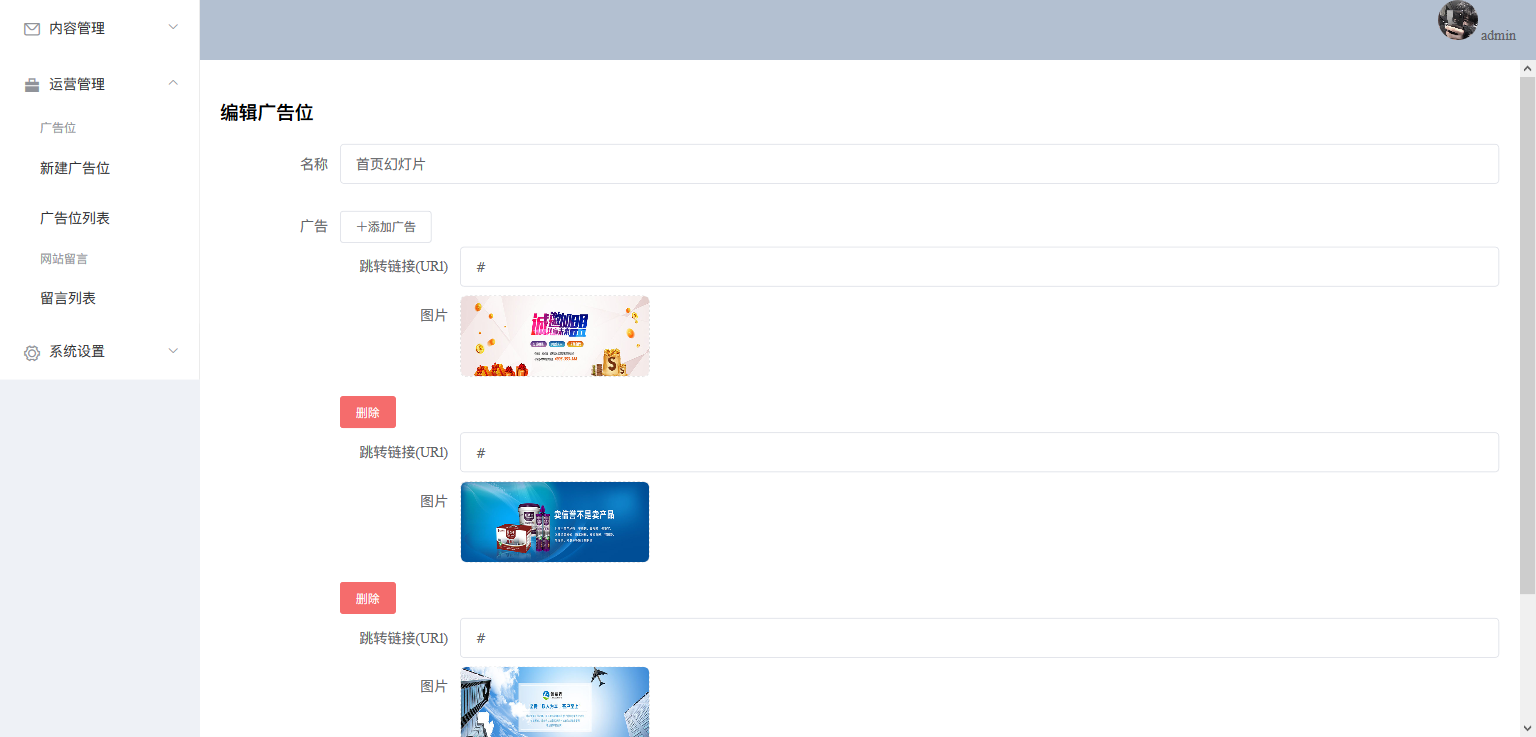 内容管理
运营管理
广告位
新建广告位
广告位列表
网站留言
留言列表
系统设置
admin
编辑广告位
名称
首页幻灯片
广告
+添加广告
跳转链接(URl)
#
图片
删除
跳转链接(URl)
#
图片
卖信誉不是卖产品
删除
跳转链接(URl)
#
图片